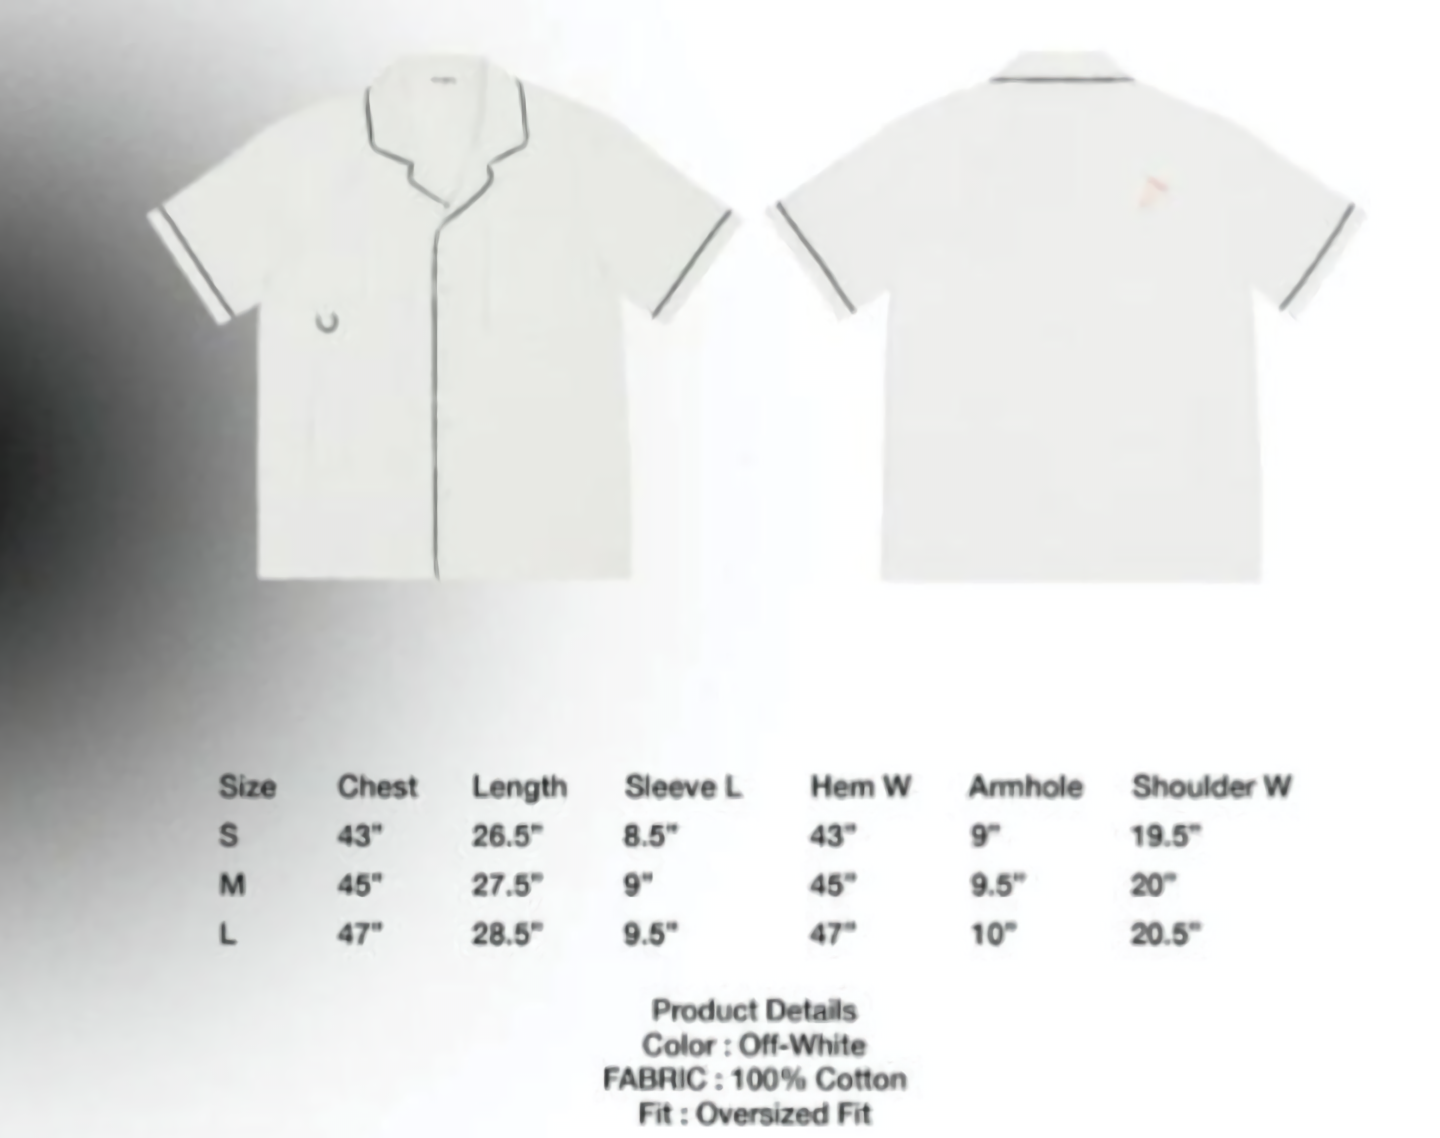 Size Chest Length Sleeve L Hem W Armhole Shoulder W
S 43" 26.5" 8.5" 43" 9" 19.5"
M 45" 27.5" 9" 45" 9.5" 20"
L 47" 28.5" 9.5" 47" 10" 20.5"
Product Details
Color : Off-White
FABRIC : 100% Cotton
Fit : Oversized Fit